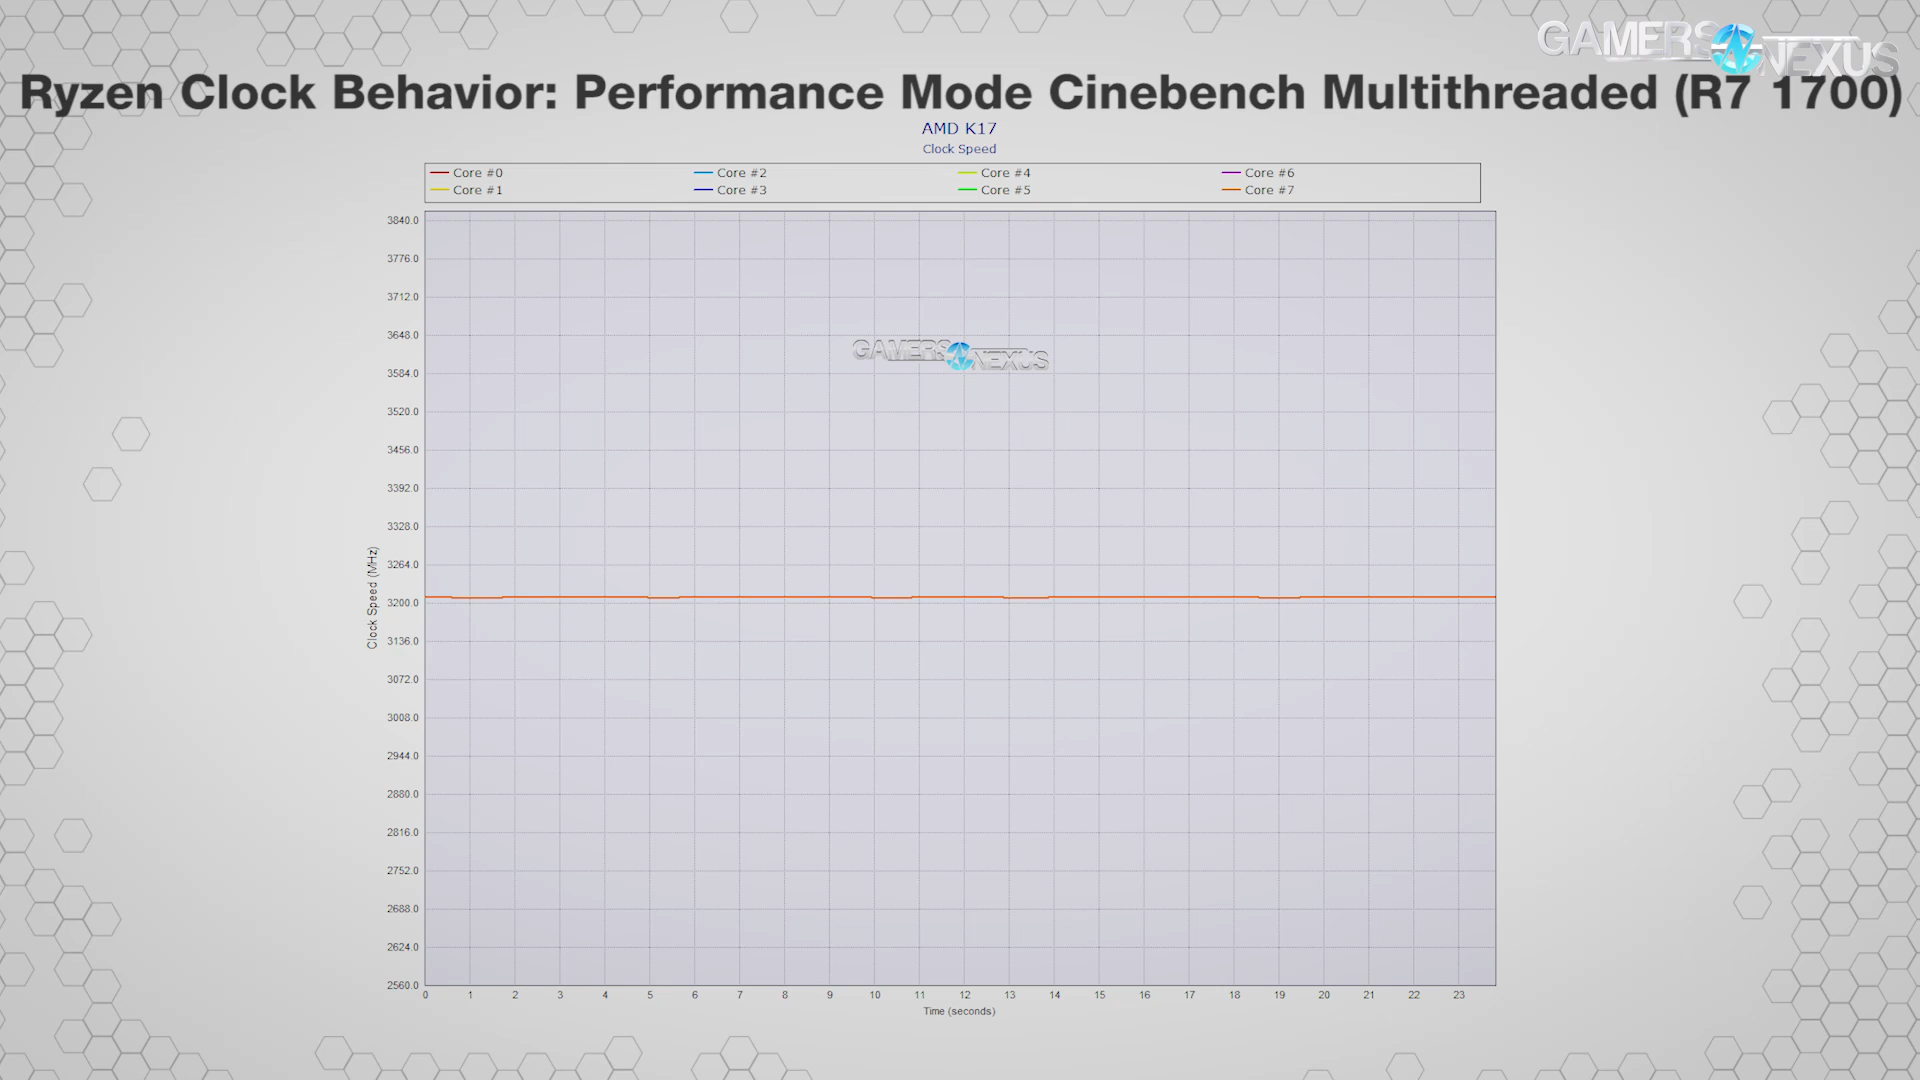 GAMERS NEXUS
Ryzen Clock Behavior: Performance Mode Cinebench Multithreaded (R7 1700)
AMD K17
Clock Speed
Core #0 Core #2 Core #4 Core #6
Core #1 Core #3 Core #5 Core #7
3840.0
3776.0
3712.0
3648.0
GAMERS NEXUS
3584.0
3520.0
3456.0
3392.0
3328.0
3264.0
3200.0
3136.0
3072.0
3008.0
2944.0
2880.0
2816.0
2752.0
2688.0
2624.0
2560.0
Clock Speed (MHz)
0 1 2 3 4 5 6 7 8 9 10 11 12 13 14 15 16 17 18 19 20 21 22 23
Time (seconds)